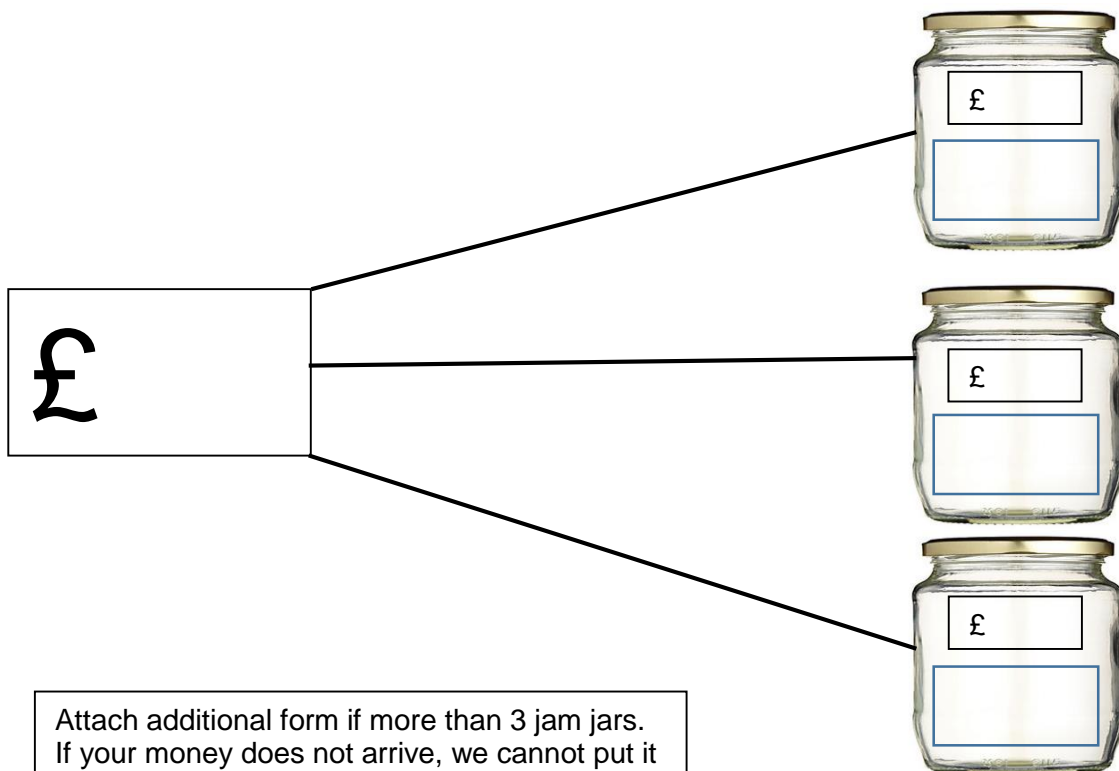 £
£
£
£
Attach additional form if more than 3 jam jars.
If your money does not arrive, we cannot put it